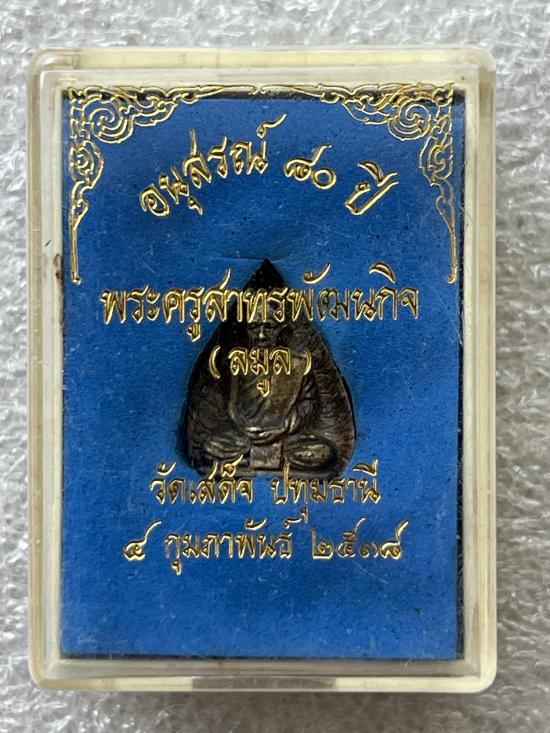 อนุสรณ์ ๘๐ ปี
พระครูสาทรพัฒนกิจ
(ลมูล)
วัดเสด็จ ปทุมธานี
๔ กุมภาพันธ์ ๒๕๓๘